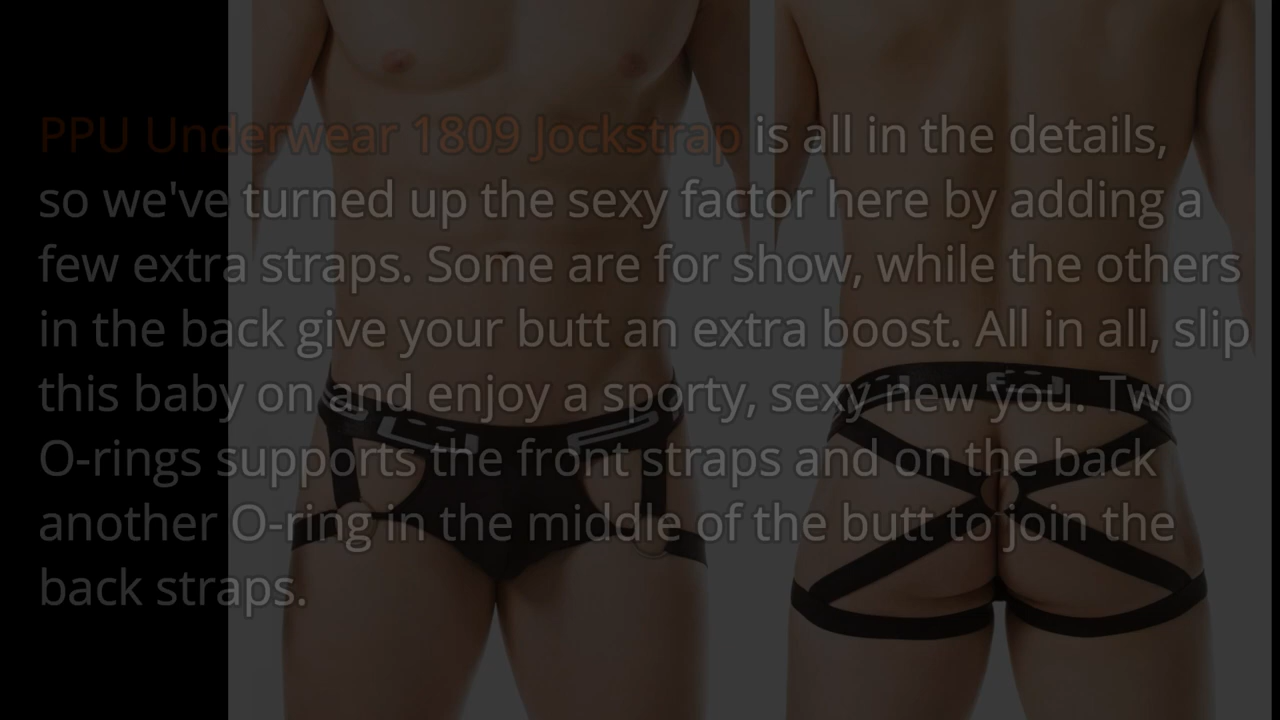 PPU Underwear 1809 Jockstrap is all in the details,
so we've turned up the sexy factor here by adding a
few extra straps. Some are for show, while the others
in the back give your butt an extra boost. All in all, slip
this baby on and enjoy a sporty, sexy new you. Two
O-rings supports the front straps and on the back
another O-ring in the middle of the butt to join the
back straps.